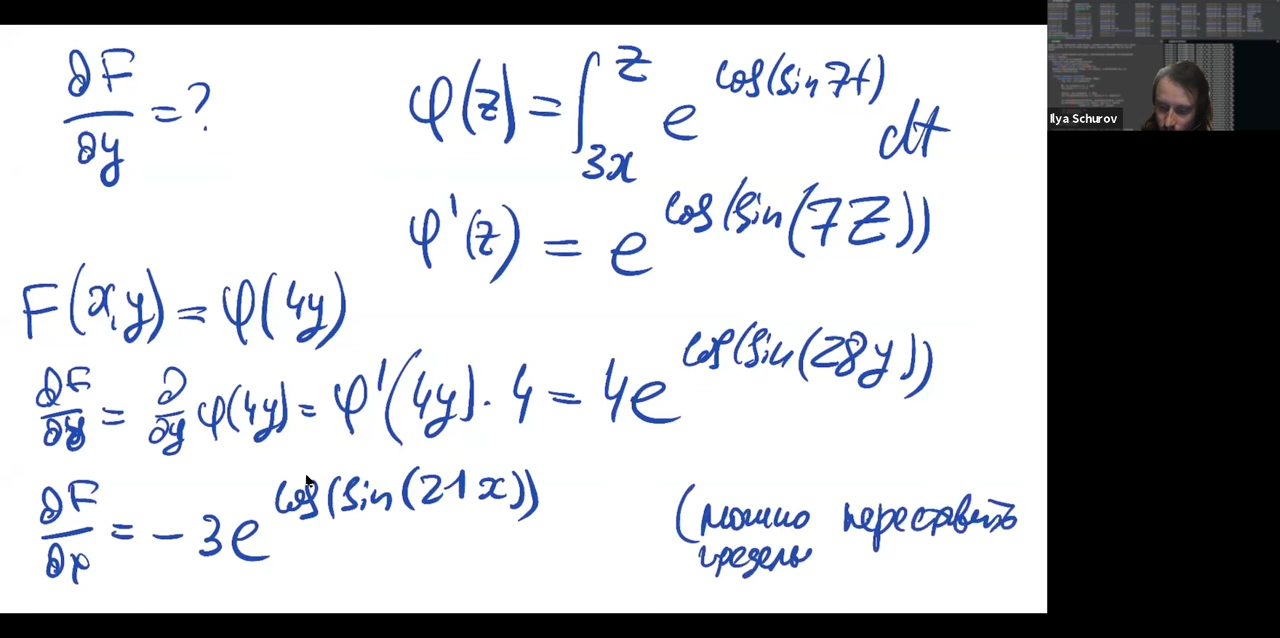 ∂F/∂y = ?
φ(z) = ∫_{3x}^{z} e^{cos(sin 7t)} dt
φ'(z) = e^{cos(sin(7z))}
F(x,y) = φ(4y)
∂F/∂y = ∂/∂y φ(4y) = φ'(4y) · 4 = 4e^{cos(sin(28y))}
∂F/∂x = -3e^{cos(sin(21x))}
(можно переставить
пределы
Ilya Schurov